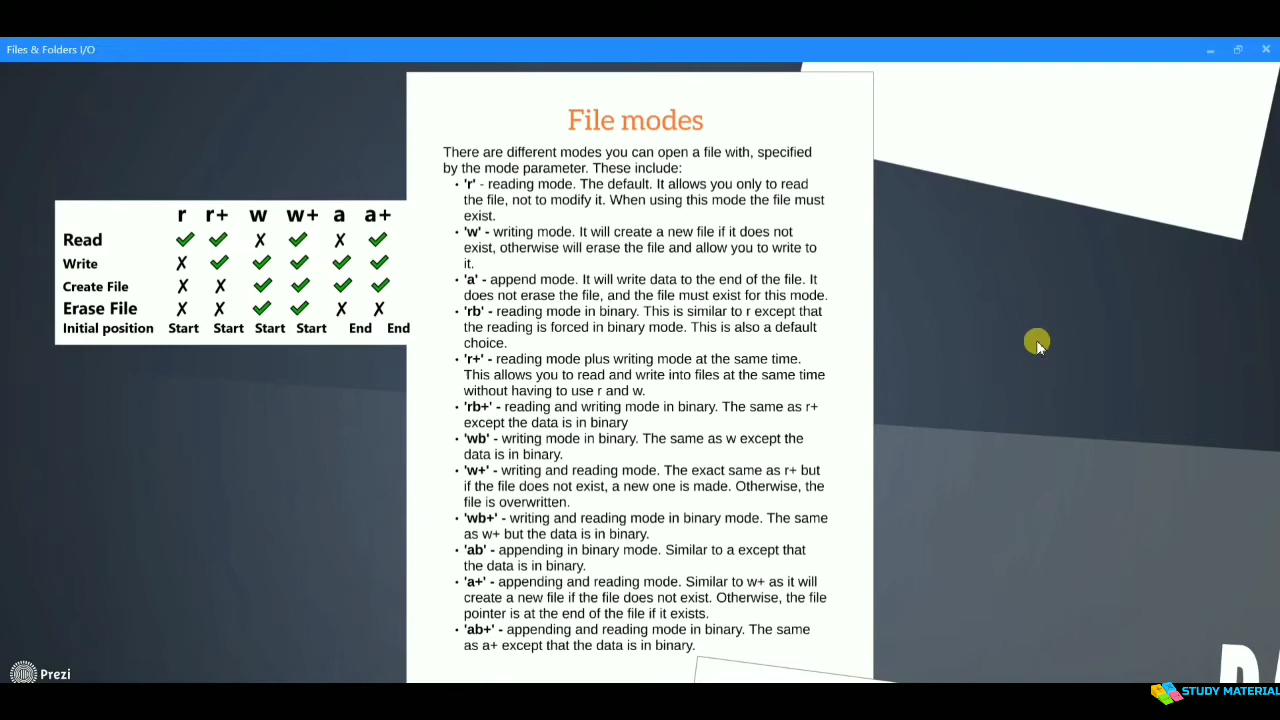 Files & Folders I/O
r r+ w w+ a a+
Read ✓ ✓ ✗ ✓ ✗ ✓
Write ✗ ✓ ✓ ✓ ✓ ✓
Create File ✗ ✗ ✓ ✓ ✓ ✓
Erase File ✗ ✗ ✓ ✓ ✗ ✗
Initial position Start Start Start Start End End
File modes
There are different modes you can open a file with, specified
by the mode parameter. These include:
• 'r' - reading mode. The default. It allows you only to read
the file, not to modify it. When using this mode the file must
exist.
• 'w' - writing mode. It will create a new file if it does not
exist, otherwise will erase the file and allow you to write to
it.
• 'a' - append mode. It will write data to the end of the file. It
does not erase the file, and the file must exist for this mode.
• 'rb' - reading mode in binary. This is similar to r except that
the reading is forced in binary mode. This is also a default
choice.
• 'r+' - reading mode plus writing mode at the same time.
This allows you to read and write into files at the same time
without having to use r and w.
• 'rb+' - reading and writing mode in binary. The same as r+
except the data is in binary
• 'wb' - writing mode in binary. The same as w except the
data is in binary.
• 'w+' - writing and reading mode. The exact same as r+ but
if the file does not exist, a new one is made. Otherwise, the
file is overwritten.
• 'wb+' - writing and reading mode in binary mode. The same
as w+ but the data is in binary.
• 'ab' - appending in binary mode. Similar to a except that
the data is in binary.
• 'a+' - appending and reading mode. Similar to w+ as it will
create a new file if the file does not exist. Otherwise, the file
pointer is at the end of the file if it exists.
• 'ab+' - appending and reading mode in binary. The same
as a+ except that the data is in binary.
Prezi
STUDY MATERIAL